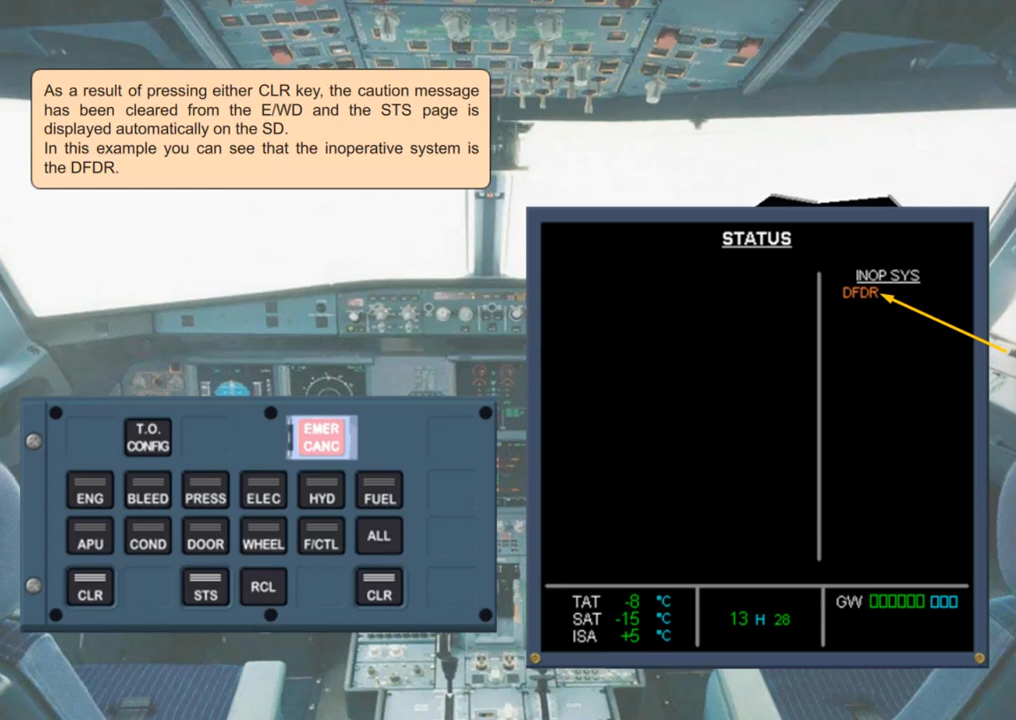 As a result of pressing either CLR key, the caution message
has been cleared from the E/WD and the STS page is
displayed automatically on the SD.
In this example you can see that the inoperative system is
the DFDR.
STATUS
INOP SYS
DFDR
TAT -8 °C
SAT -15 °C
ISA +5 °C
13 H 28
GW
T.O.
CONFIG
EMER
CANC
ENG BLEED PRESS ELEC HYD FUEL
APU COND DOOR WHEEL F/CTL ALL
CLR STS RCL CLR